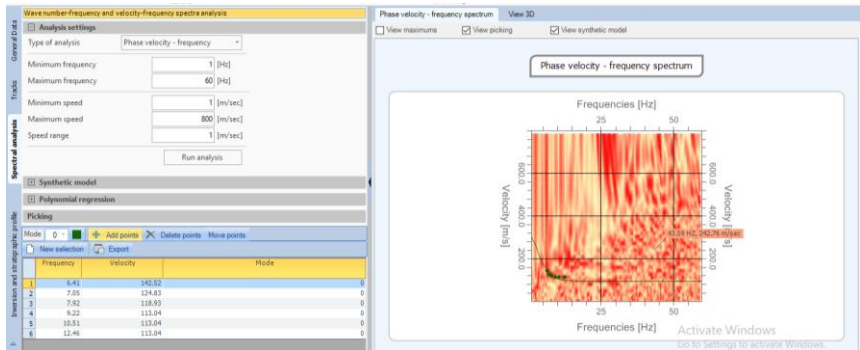 Wave number-frequency and velocity-frequency spectra analysis
Analysis settings
Type of analysis Phase velocity - frequency
Minimum frequency 1 [Hz]
Maximum frequency 60 [Hz]
Minimum speed 1 [m/sec]
Maximum speed 800 [m/sec]
Speed range 1 [m/sec]
Run analysis
Synthetic model
Polynomial regression
Picking
Mode 0 Add points Delete points Move points
New selection Export
Frequency Velocity Mode
1 6.41 142.52 0
2 7.05 124.83 0
3 7.92 118.93 0
4 9.22 113.04 0
5 10.51 113.04 0
6 12.46 113.04 0
General Data
Tracks
Spectral analysis
Inversion and stratigraphic profile
Phase velocity - frequency spectrum View 3D
View maximums View picking View synthetic model
Phase velocity - frequency spectrum
Frequencies [Hz]
25 50
600.0 600.0
400.0 400.0
200.0 200.0
Velocity [m/s]
Velocity [m/s]
25 50
Frequencies [Hz]
Activate Windows
Go to Settings to activate Windows.